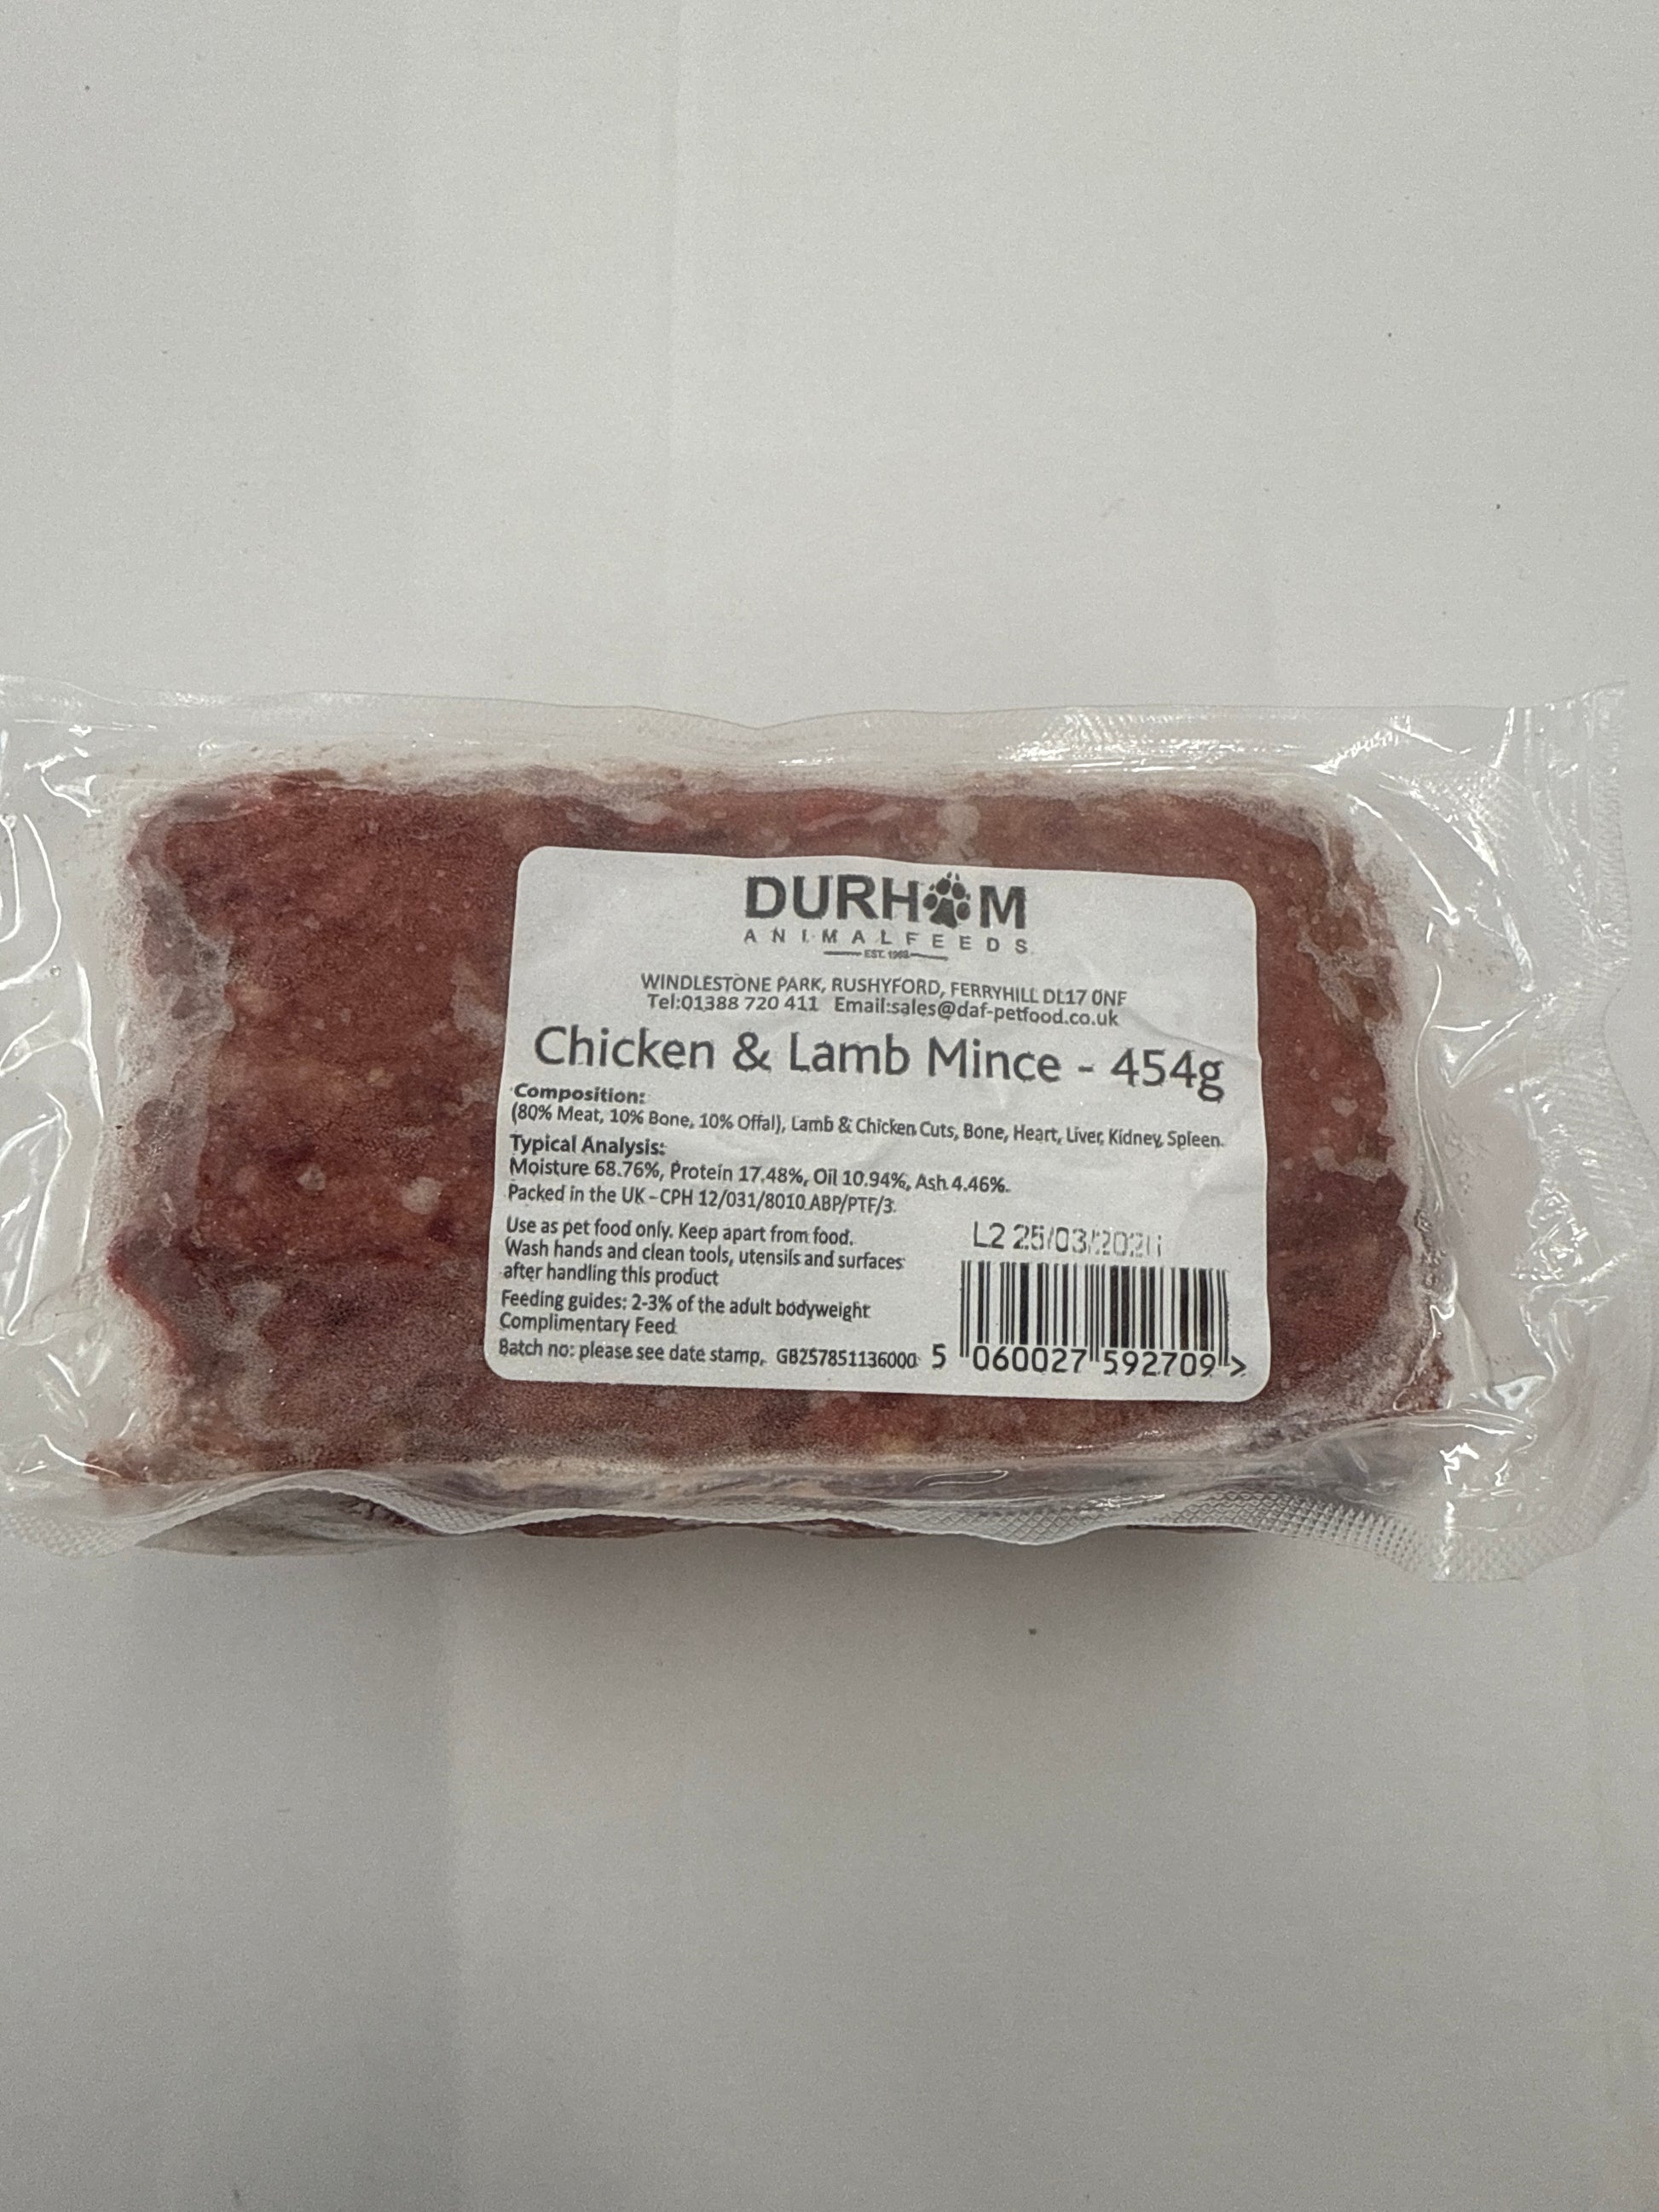 DURHAM
ANIMALFEEDS
EST.
WINDLESTONE PARK, RUSHYFORD, FERRYHILL DL17 0NF
Tel:01388 720 411 Email:sales@daf-petfood.co.uk
Chicken & Lamb Mince - 454g
Composition:
(80% Meat, 10% Bone, 10% Offal), Lamb & Chicken Cuts, Bone, Heart, Liver, Kidney, Spleen.
Typical Analysis:
Moisture 68.76%, Protein 17.48%, Oil 10.94%, Ash 4.46%.
Packed in the UK - CPH 12/031/8010 ABP/PTF/3.
Use as pet food only. Keep apart from food.
Wash hands and clean tools, utensils and surfaces
after handling this product
Feeding guides: 2-3% of the adult bodyweight
Complimentary Feed
Batch no: please see date stamp, GB257851136000
L2 25/03/
5 060027 592709 >